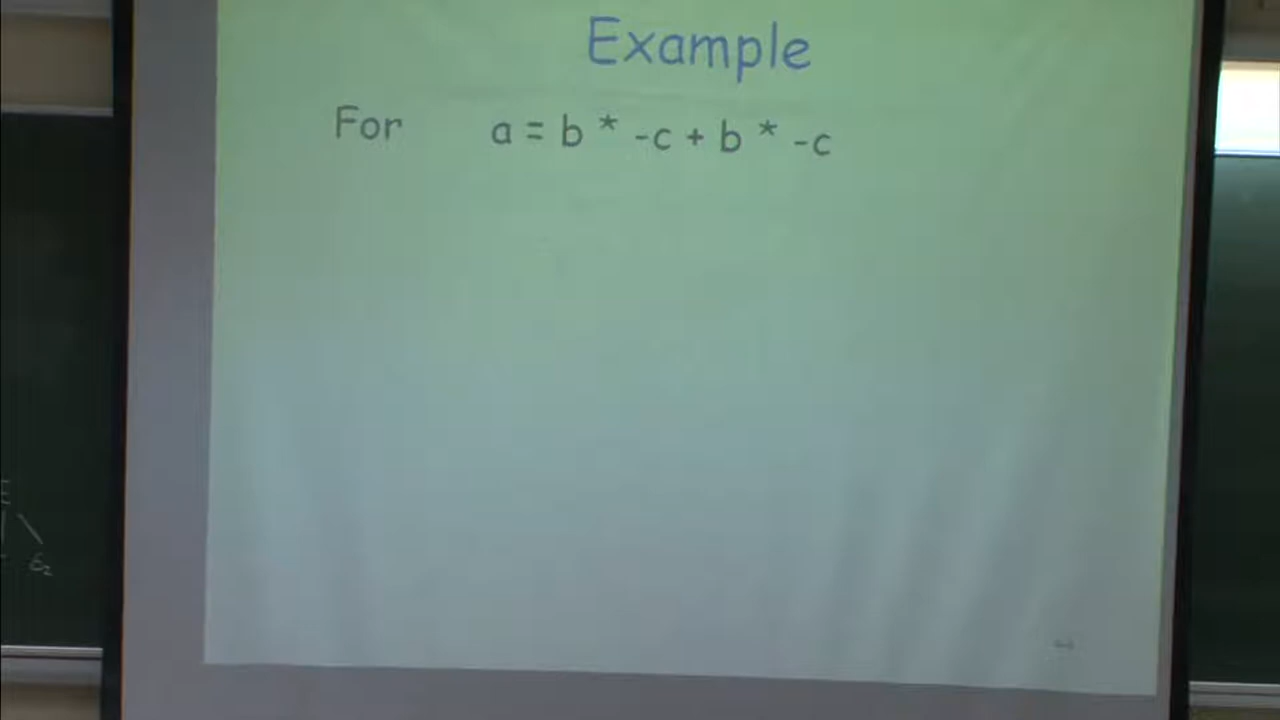 Example
For a = b * -c + b * -c